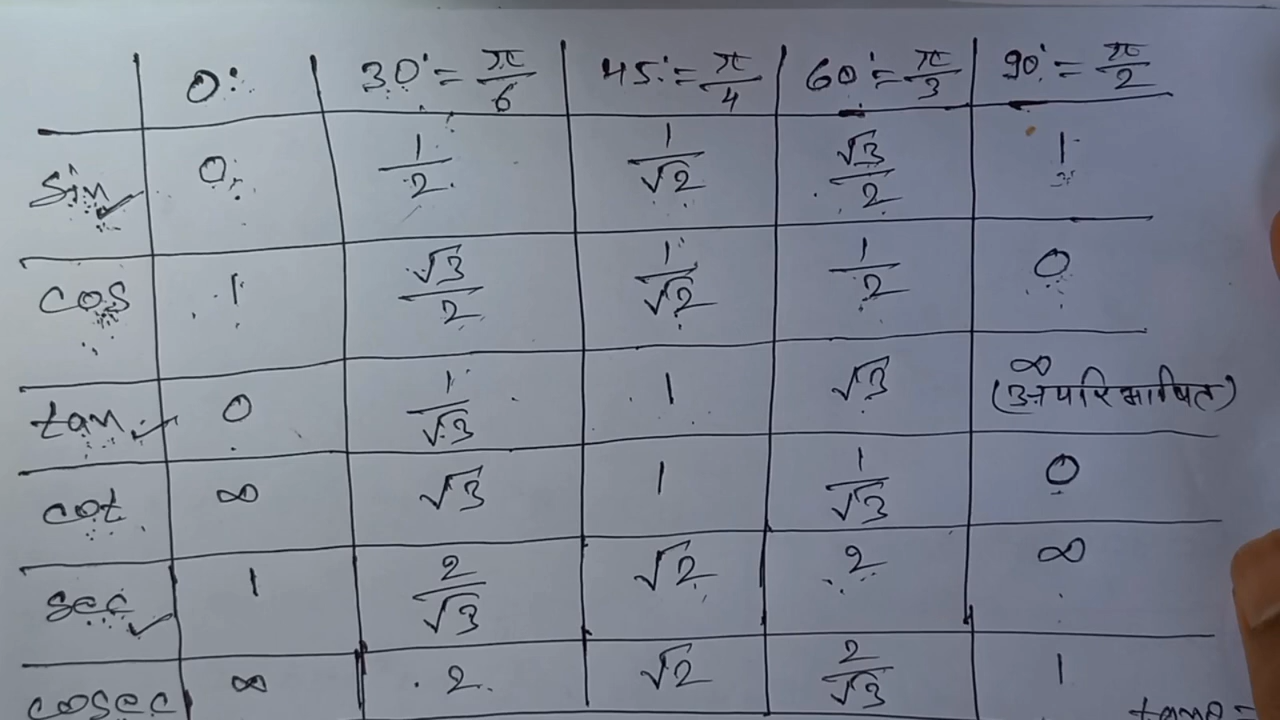 0° 30° = π/6 45° = π/4 60° = π/3 90° = π/2
Sin 0 1/2 1/√2 √3/2 1
cos 1 √3/2 1/√2 1/2 0
tan 0 1/√3 1 √3 ∞ (अपरिभाषित)
cot ∞ √3 1 1/√3 0
sec 1 2/√3 √2 2 ∞
cosec ∞ 2 √2 2/√3 1